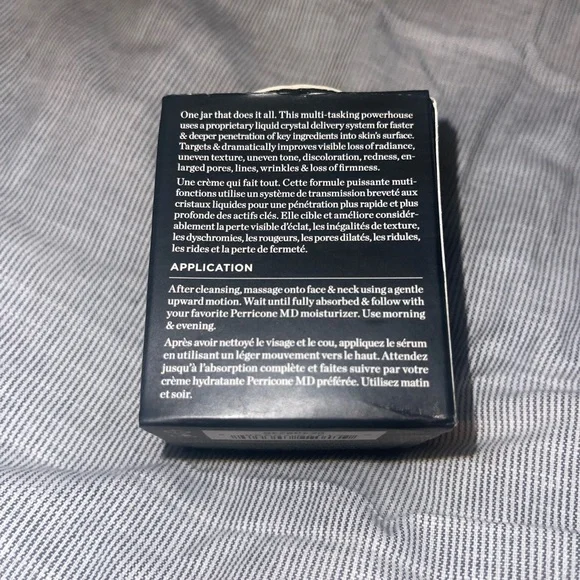 One jar that does it all. This multi-tasking powerhouse
uses a proprietary liquid crystal delivery system for faster
& deeper penetration of key ingredients into skin's surface.
Targets & dramatically improves visible loss of radiance,
uneven texture, uneven tone, discoloration, redness, en-
larged pores, lines, wrinkles & loss of firmness.
Une crème qui fait tout. Cette formule puissante muti-
fonctions utilise un système de transmission breveté aux
cristaux liquides pour une pénétration plus rapide et plus
profonde des actifs clés. Elle cible et améliore considér-
ablement la perte visible d'éclat, les inégalités de texture,
les dyschromies, les rougeurs, les pores dilatés, les ridules,
les rides et la perte de fermeté.
APPLICATION
After cleansing, massage onto face & neck using a gentle
upward motion. Wait until fully absorbed & follow with
your favorite Perricone MD moisturizer. Use morning
& evening.
Après avoir nettoyé le visage et le cou, appliquez le sérum
en utilisant un léger mouvement vers le haut. Attendez
jusqu'à l'absorption complète et faites suivre par votre
crème hydratante Perricone MD préférée. Utilisez matin
et soir.